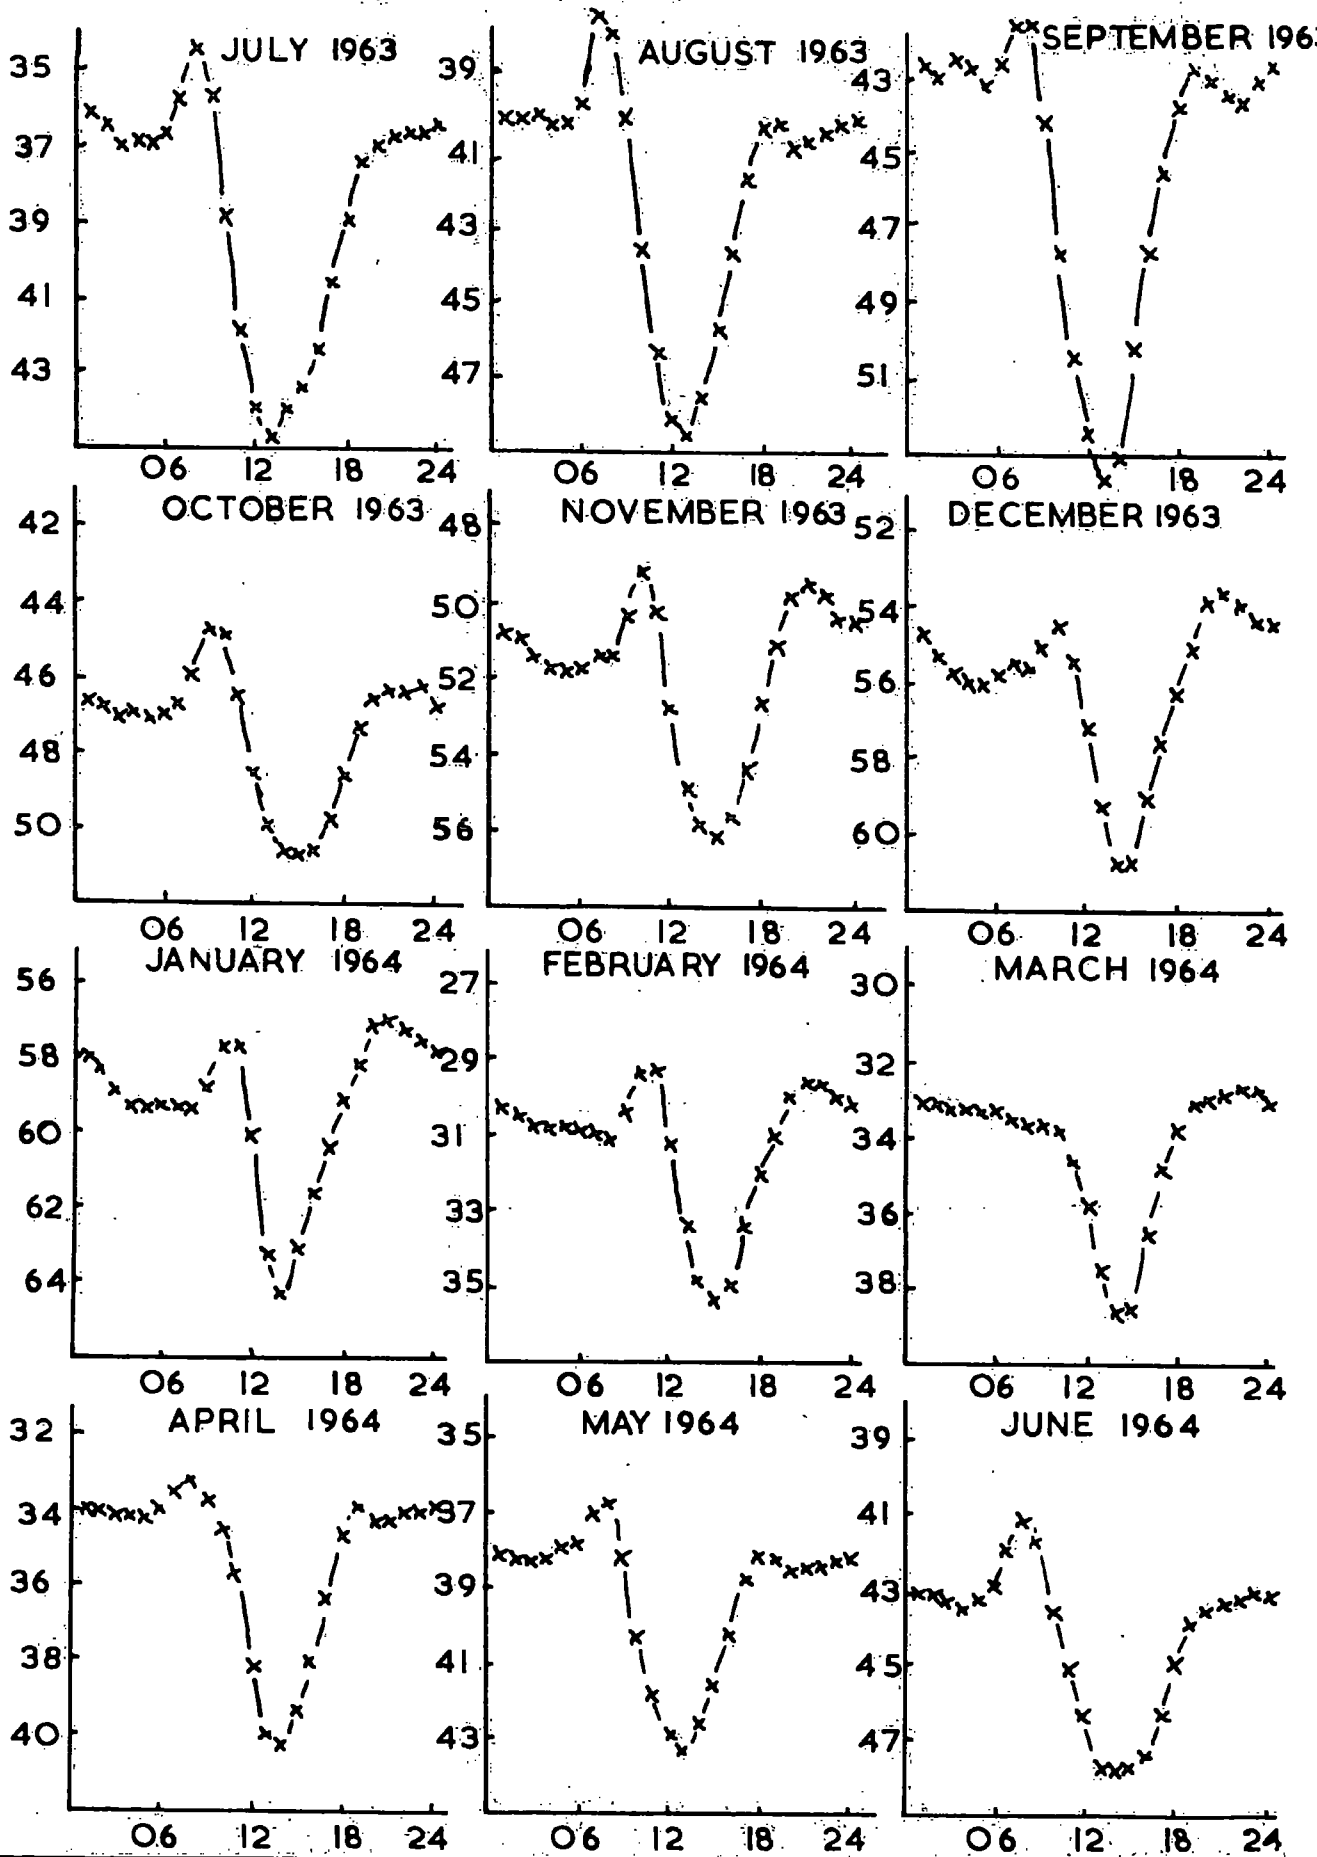 JULY 1963
35
37
39
41
43
06 12 18 24
AUGUST 1963
39
41
43
45
47
06 12 18 24
SEPTEMBER 196
43
45
47
49
51
06 12 18 24
OCTOBER 1963
42
44
46
48
50
06 12 18 24
NOVEMBER 1963
48
50
52
54
56
06 12 18 24
DECEMBER 1963
52
54
56
58
60
06 12 18 24
JANUARY 1964
56
58
60
62
64
06 12 18 24
FEBRUARY 1964
27
29
31
33
35
06 12 18 24
MARCH 1964
30
32
34
36
38
06 12 18 24
APRIL 1964
32
34
36
38
40
06 12 18 24
MAY 1964
35
37
39
41
43
06 12 18 24
JUNE 1964
39
41
43
45
47
06 12 18 24